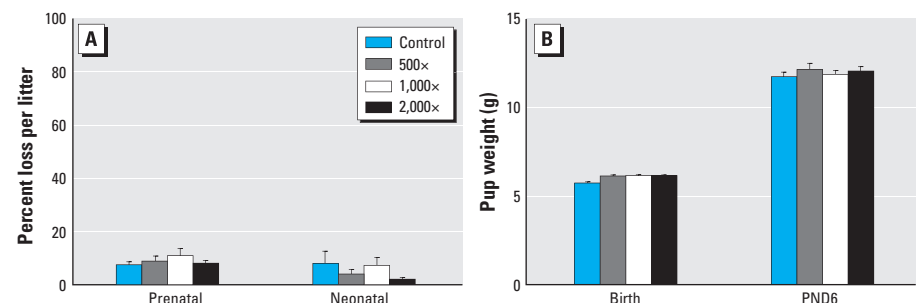 A
Percent loss per litter
100
80
60
40
20
0
Control
500×
1,000×
2,000×
Prenatal
Neonatal
B
Pup weight (g)
15
10
5
0
Birth
PND6